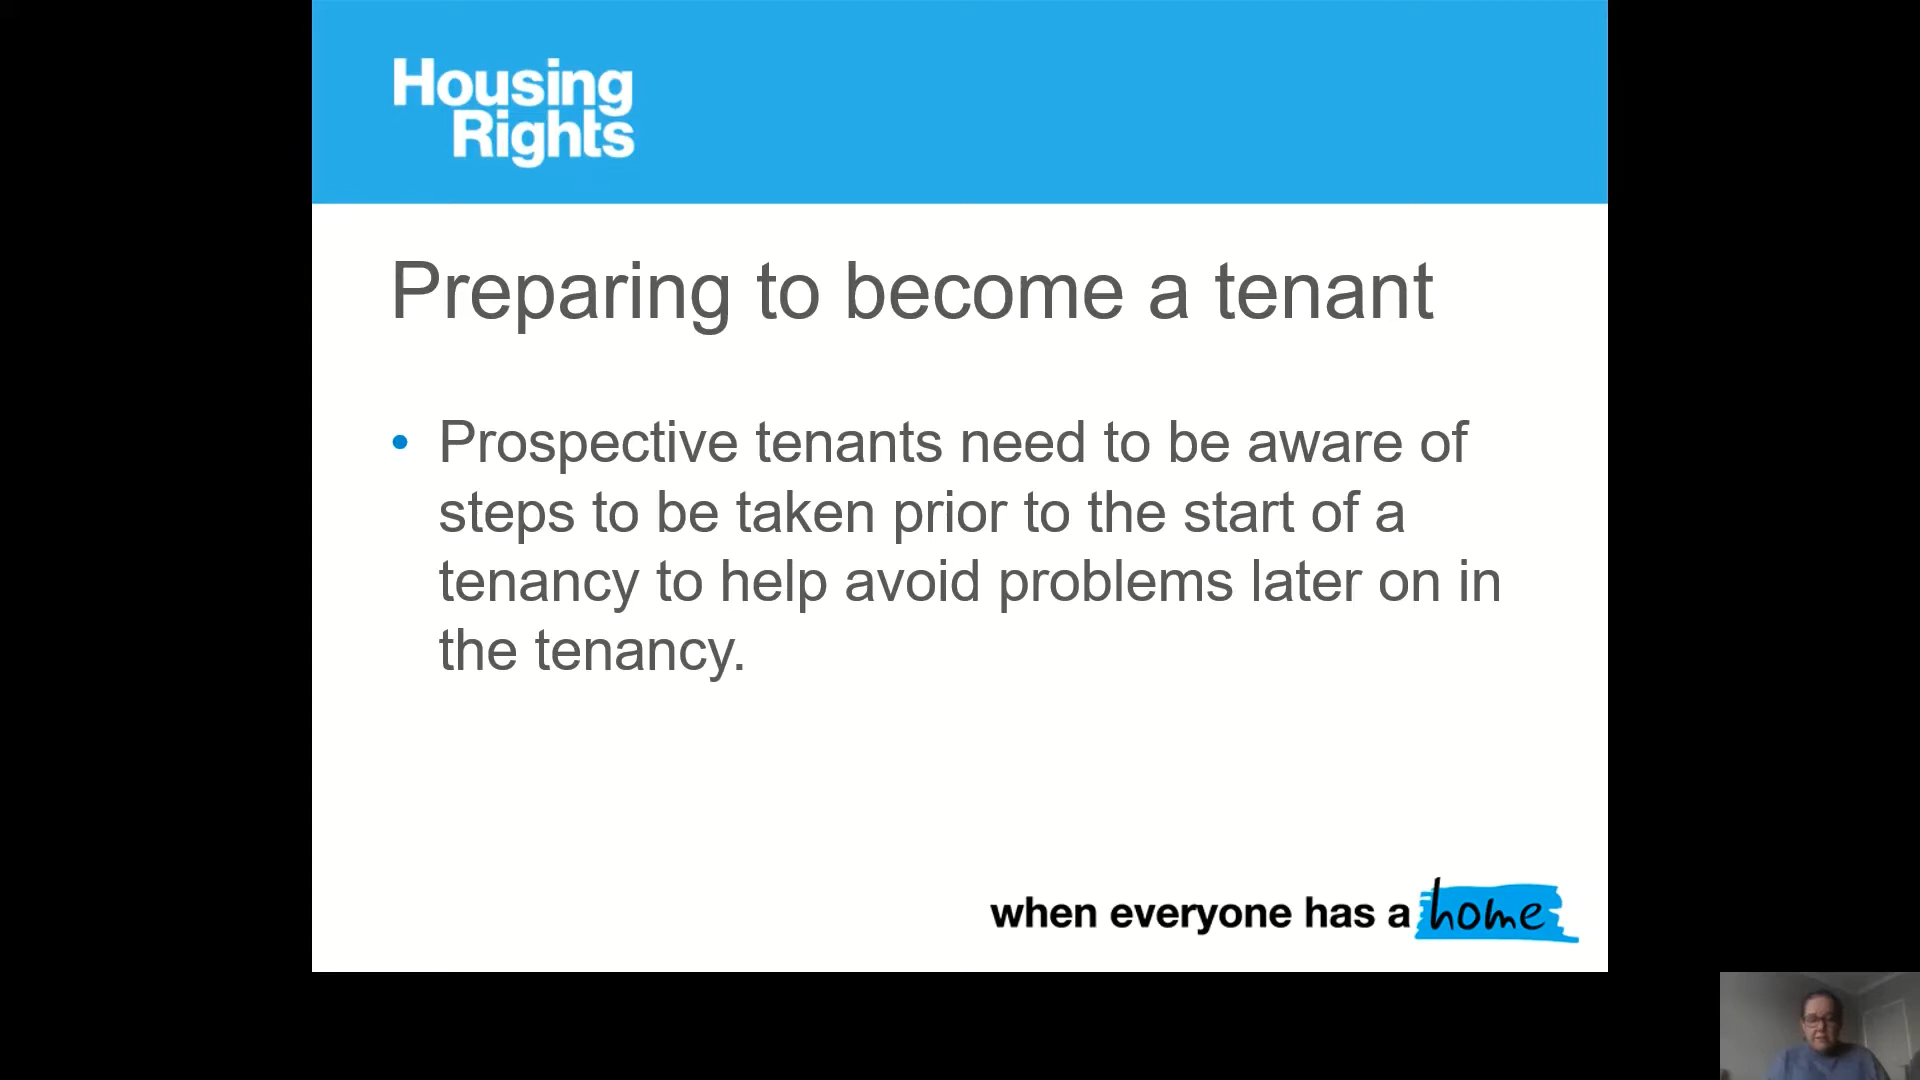 Housing
Rights
Preparing to become a tenant
• Prospective tenants need to be aware of
steps to be taken prior to the start of a
tenancy to help avoid problems later on in
the tenancy.
when everyone has a home